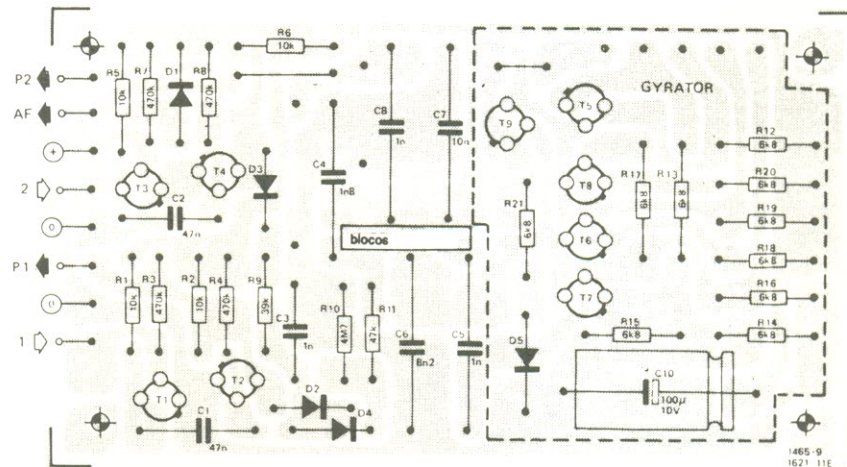 R6
10k
P2
R5
10k
R7
470k
D1
R8
470k
AF
+
C8
1n
C7
10n
GYRATOR
T9
T5
R12
6k8
2
T3
T4
D3
C4
1n8
T8
R17
6k8
R13
6k8
R20
6k8
C2
47n
R21
6k8
R19
6k8
0
T6
blocos
R18
6k8
P1
R1
10k
R3
470k
R2
10k
R4
470k
R9
39k
T7
R16
6k8
0
C3
1n
R10
4M7
R11
47k
C6
8n2
C5
1n
R15
6k8
R14
6k8
1
D5
T1
T2
D2
D4
C10
100µ
10V
C1
47n
1465-9
1621 11E